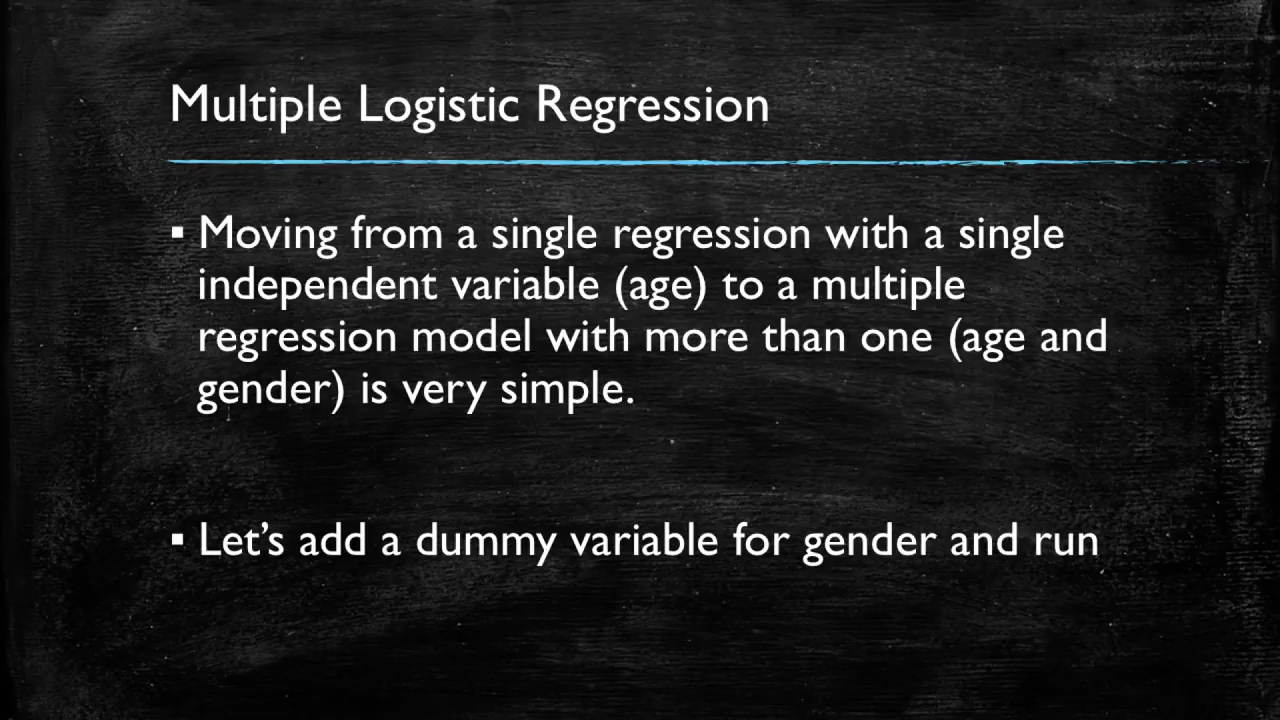 Multiple Logistic Regression
▪ Moving from a single regression with a single
independent variable (age) to a multiple
regression model with more than one (age and
gender) is very simple.
▪ Let’s add a dummy variable for gender and run